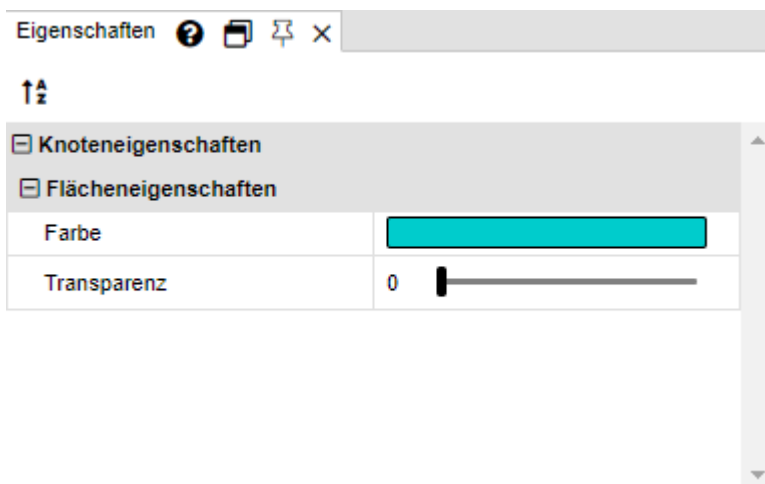 Eigenschaften
Knoteneigenschaften
Flächeneigenschaften
Farbe
Transparenz 0